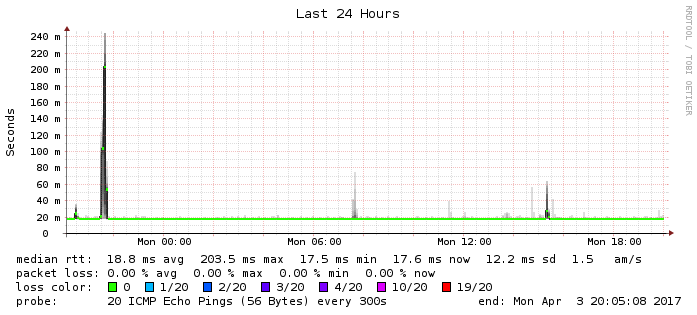 Last 24 Hours
RRDTOOL / TOBI OETIKER
Seconds
240 m
220 m
200 m
180 m
160 m
140 m
120 m
100 m
80 m
60 m
40 m
20 m
0
Mon 00:00 Mon 06:00 Mon 12:00 Mon 18:00
median rtt: 18.8 ms avg 203.5 ms max 17.5 ms min 17.6 ms now 12.2 ms sd 1.5 am/s
packet loss: 0.00 % avg 0.00 % max 0.00 % min 0.00 % now
loss color: 0 1/20 2/20 3/20 4/20 10/20 19/20
probe: 20 ICMP Echo Pings (56 Bytes) every 300s end: Mon Apr 3 20:05:08 2017